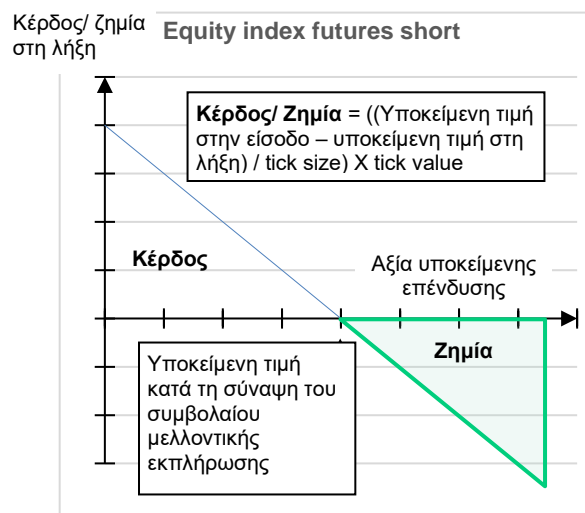 Κέρδος/ ζημία
στη λήξη
Equity index futures short
Κέρδος/ Ζημία = ((Υποκείμενη τιμή
στην είσοδο – υποκείμενη τιμή στη
λήξη) / tick size) X tick value
Κέρδος
Αξία υποκείμενης
επένδυσης
Ζημία
Υποκείμενη τιμή
κατά τη σύναψη του
συμβολαίου
μελλοντικής
εκπλήρωσης